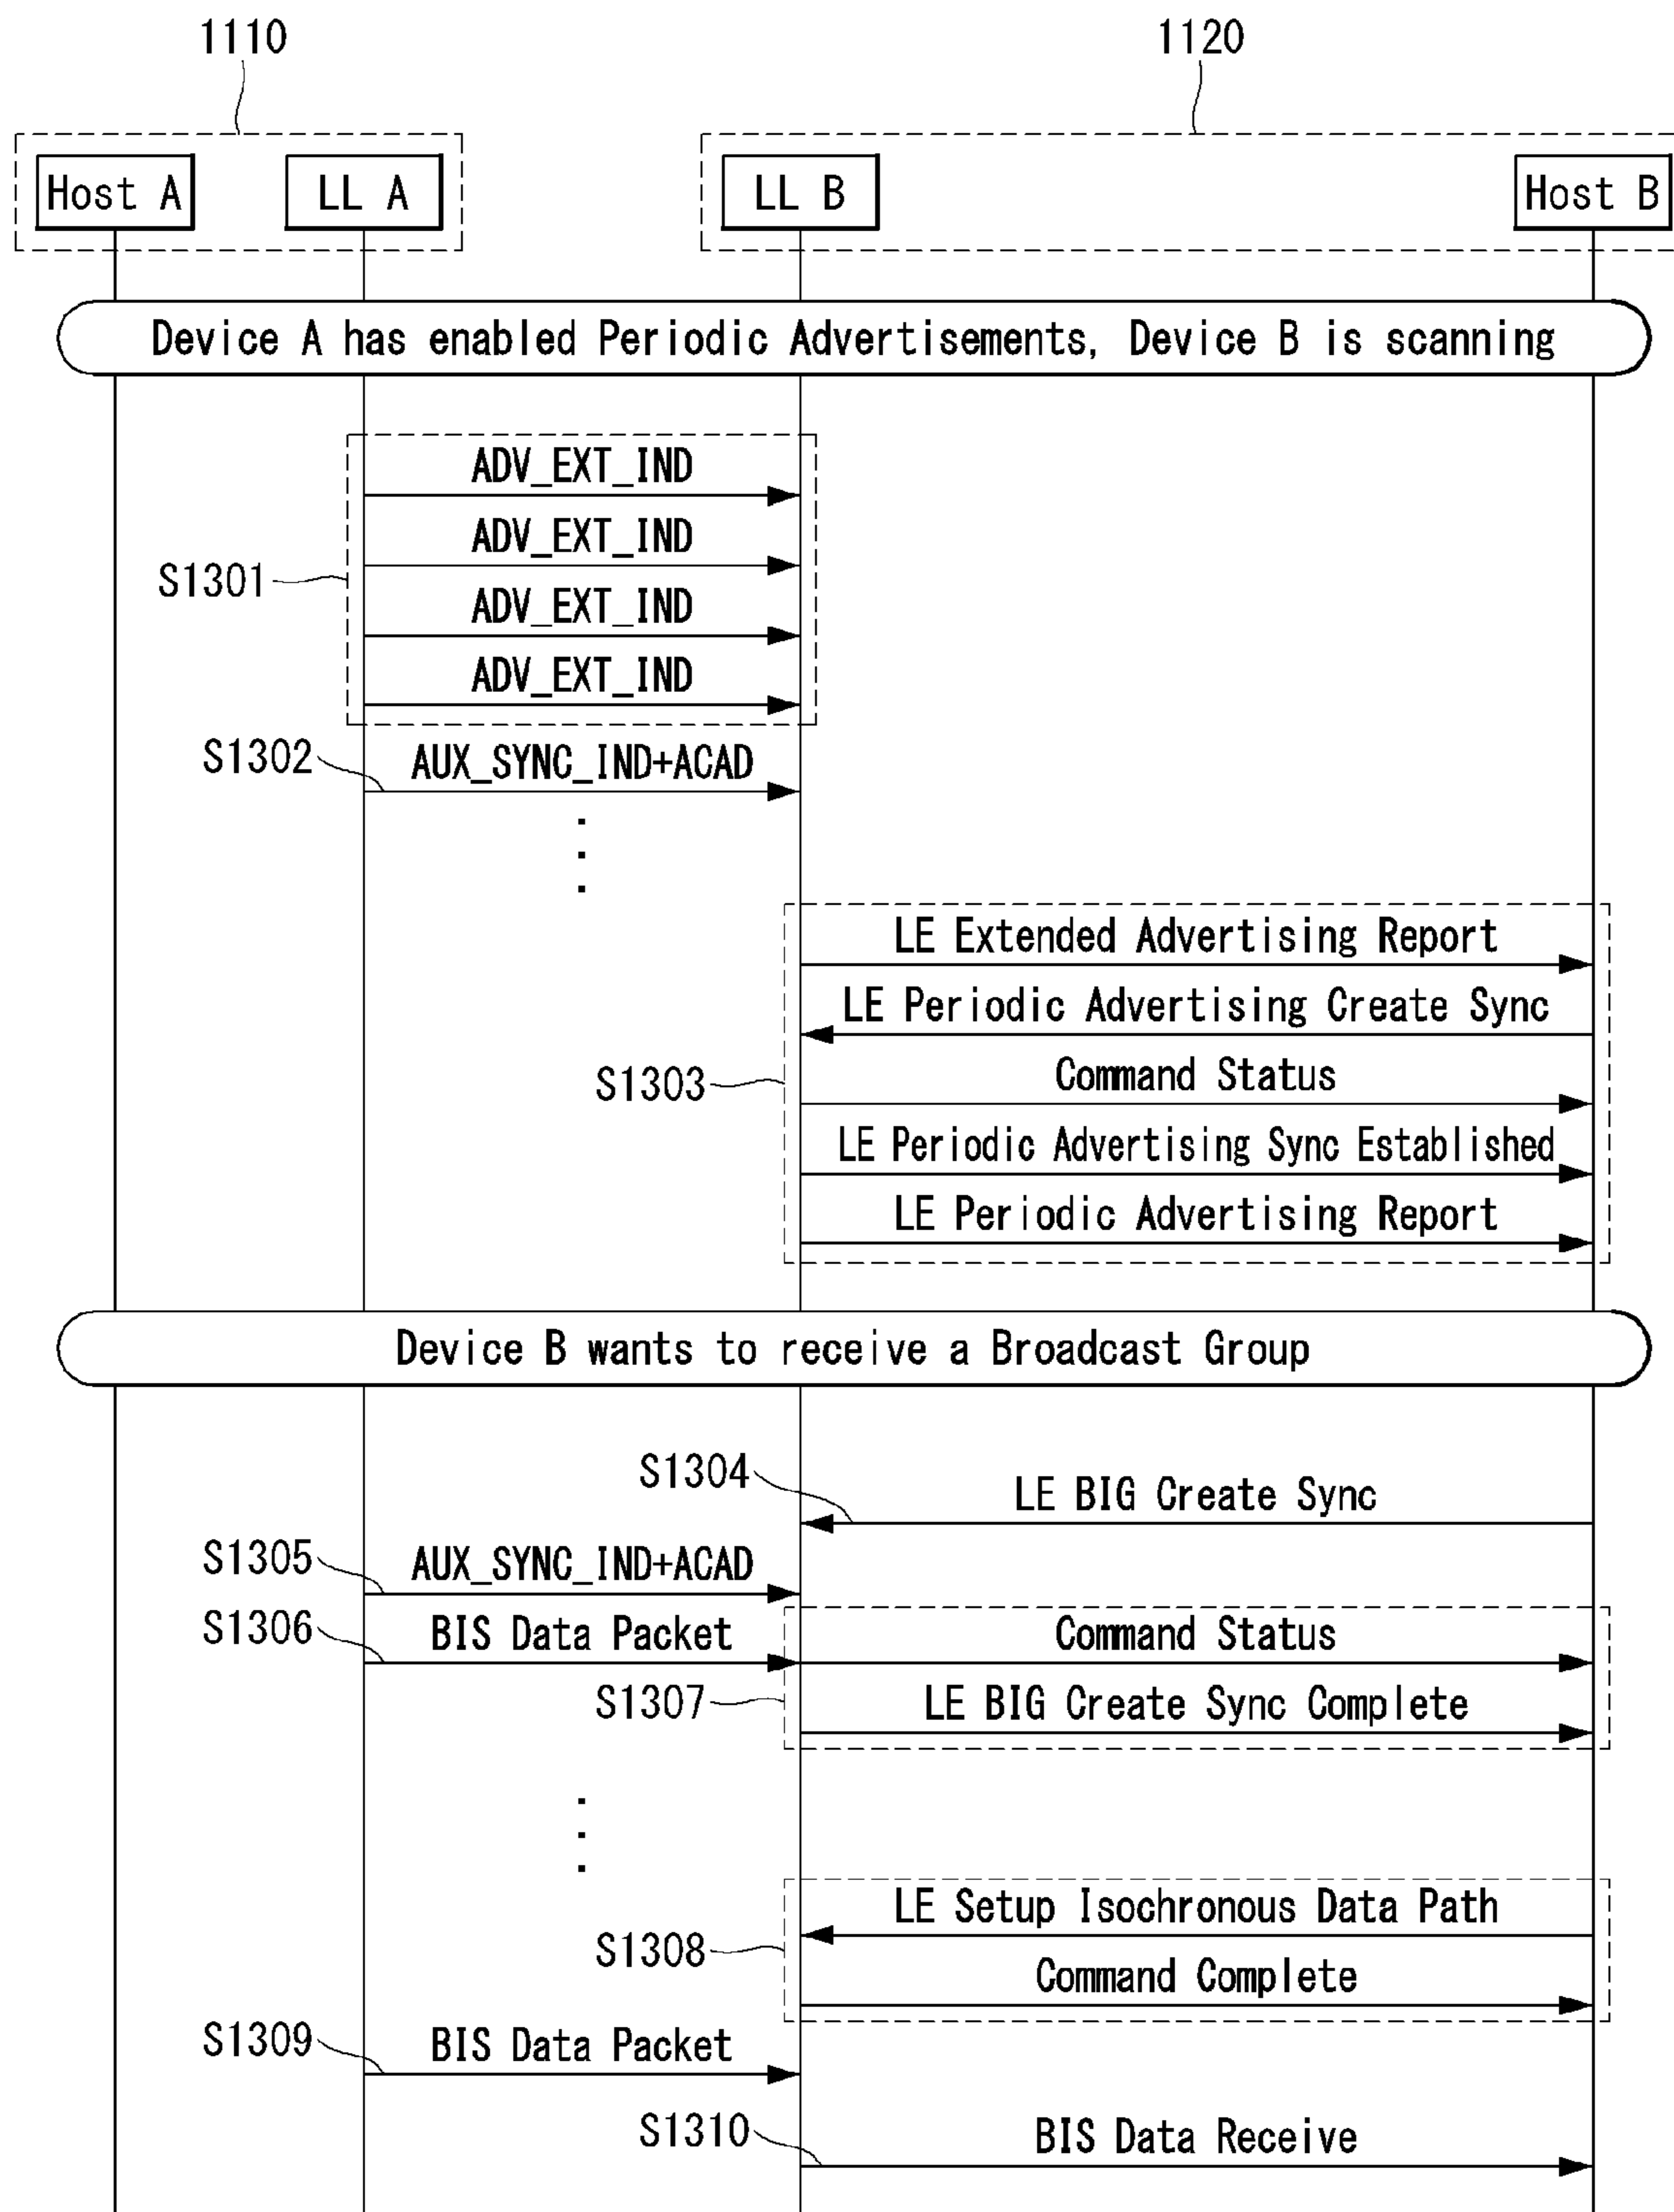 1110
1120
Host A
LL A
LL B
Host B
Device A has enabled Periodic Advertisements, Device B is scanning
ADV_EXT_IND
ADV_EXT_IND
S1301
ADV_EXT_IND
ADV_EXT_IND
S1302
AUX_SYNC_IND+ACAD
LE Extended Advertising Report
LE Periodic Advertising Create Sync
S1303
Command Status
LE Periodic Advertising Sync Established
LE Periodic Advertising Report
Device B wants to receive a Broadcast Group
S1304
LE BIG Create Sync
S1305
AUX_SYNC_IND+ACAD
S1306
BIS Data Packet
Command Status
S1307
LE BIG Create Sync Complete
LE Setup Isochronous Data Path
S1308
Command Complete
S1309
BIS Data Packet
S1310
BIS Data Receive